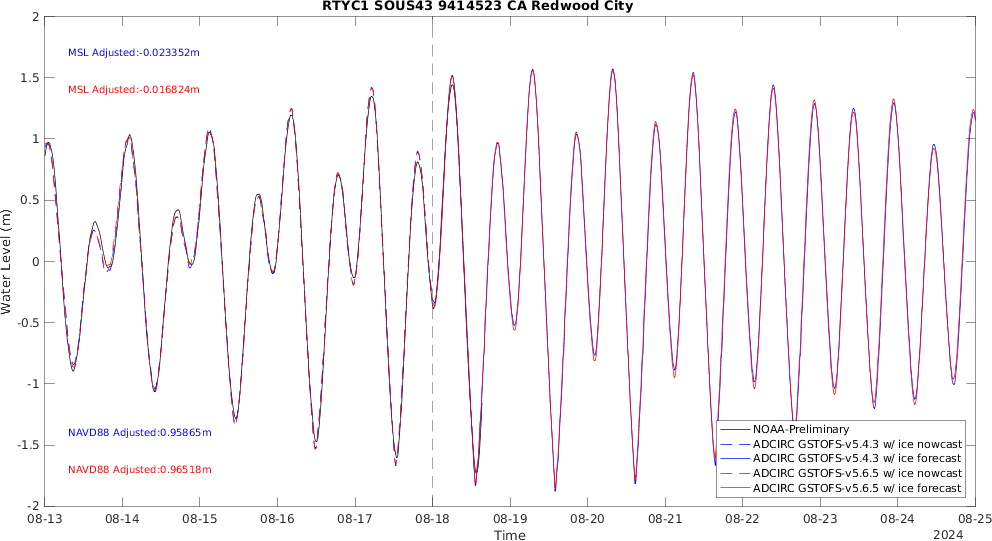 RTYC1 SOUS43 9414523 CA Redwood City
2
1.5
1
0.5
0
-0.5
-1
-1.5
-2
Water Level (m)
MSL Adjusted:-0.023352m
MSL Adjusted:-0.016824m
NAVD88 Adjusted:0.95865m
NAVD88 Adjusted:0.96518m
NOAA-Preliminary
ADCIRC GSTOFS-v5.4.3 w/ ice nowcast
ADCIRC GSTOFS-v5.4.3 w/ ice forecast
ADCIRC GSTOFS-v5.6.5 w/ ice nowcast
ADCIRC GSTOFS-v5.6.5 w/ ice forecast
08-13 08-14 08-15 08-16 08-17 08-18 08-19 08-20 08-21 08-22 08-23 08-24 08-25
Time
2024